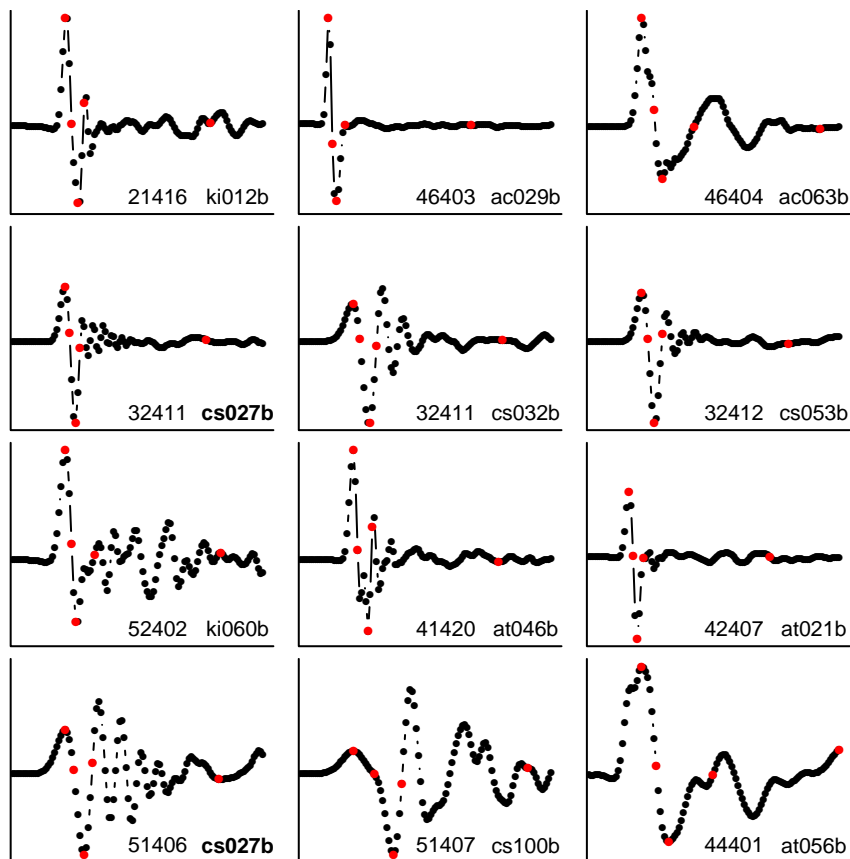 21416 ki012b
46403 ac029b
46404 ac063b
32411 cs027b
32411 cs032b
32412 cs053b
52402 ki060b
41420 at046b
42407 at021b
51406 cs027b
51407 cs100b
44401 at056b